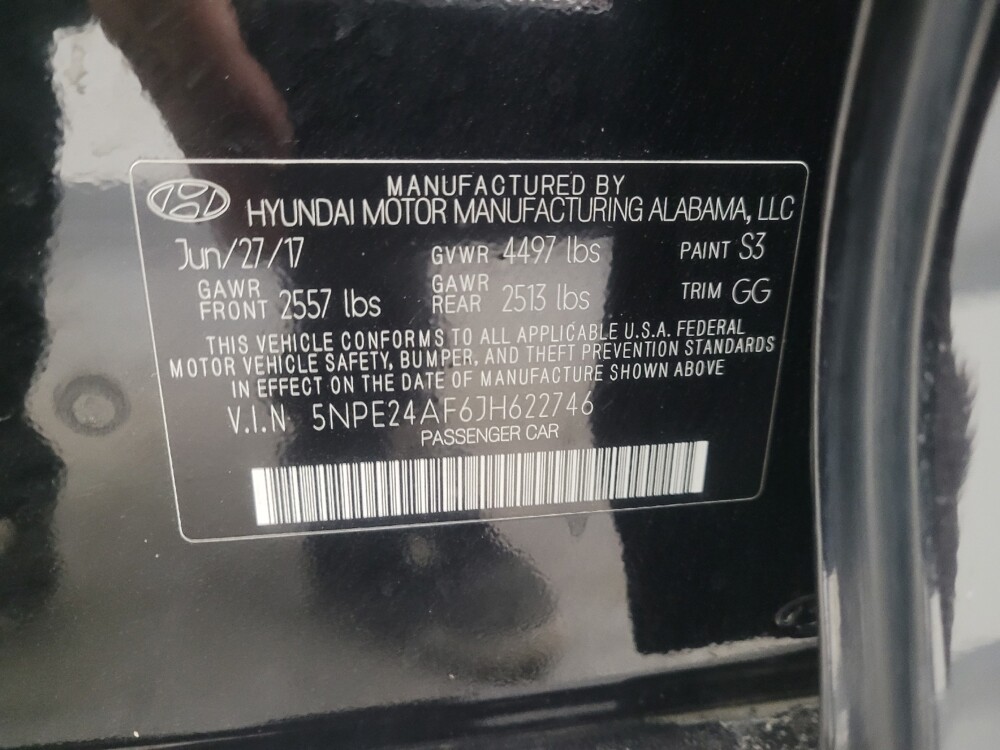 MANUFACTURED BY
HYUNDAI MOTOR MANUFACTURING ALABAMA, LLC
Jun/27/17 GVWR 4497 lbs PAINT S3
GAWR FRONT 2557 lbs GAWR REAR 2513 lbs TRIM GG
THIS VEHICLE CONFORMS TO ALL APPLICABLE U.S.A. FEDERAL
MOTOR VEHICLE SAFETY, BUMPER, AND THEFT PREVENTION STANDARDS
IN EFFECT ON THE DATE OF MANUFACTURE SHOWN ABOVE
V.I.N 5NPE24AF6JH622746
PASSENGER CAR